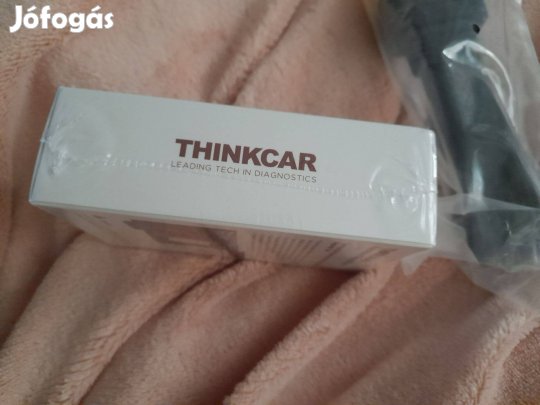 Jófogás
THINKCAR
LEADING TECH IN DIAGNOSTICS